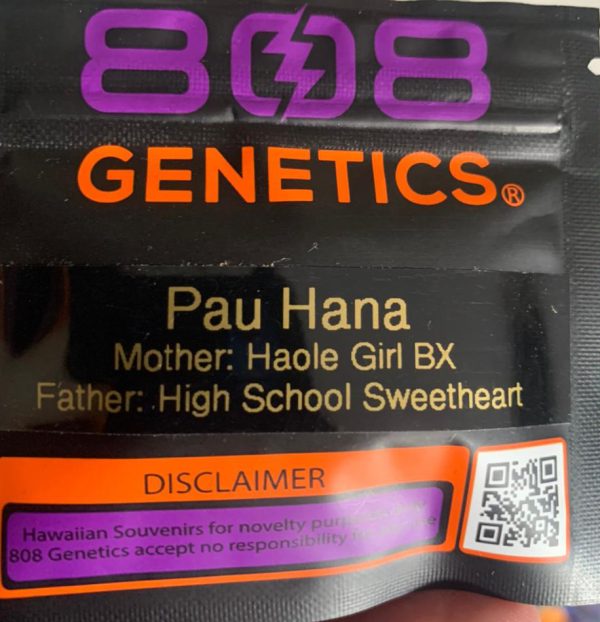 808
GENETICS®
Pau Hana
Mother: Haole Girl BX
Father: High School Sweetheart
DISCLAIMER
Hawaiian Souvenirs for novelty
808 Genetics accept no responsibility